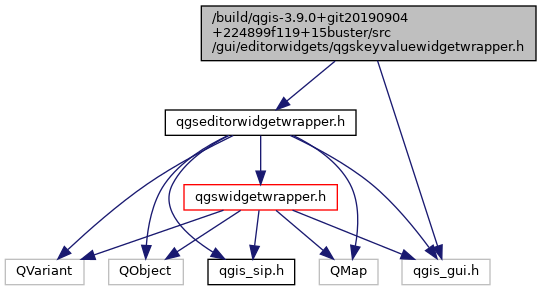 /build/qgis-3.9.0+git20190904
+224899f119+15buster/src
/gui/editorwidgets/qgskeyvaluewidgetwrapper.h
qgseditorwidgetwrapper.h
qgswidgetwrapper.h
QVariant
QObject
qgis_sip.h
QMap
qgis_gui.h